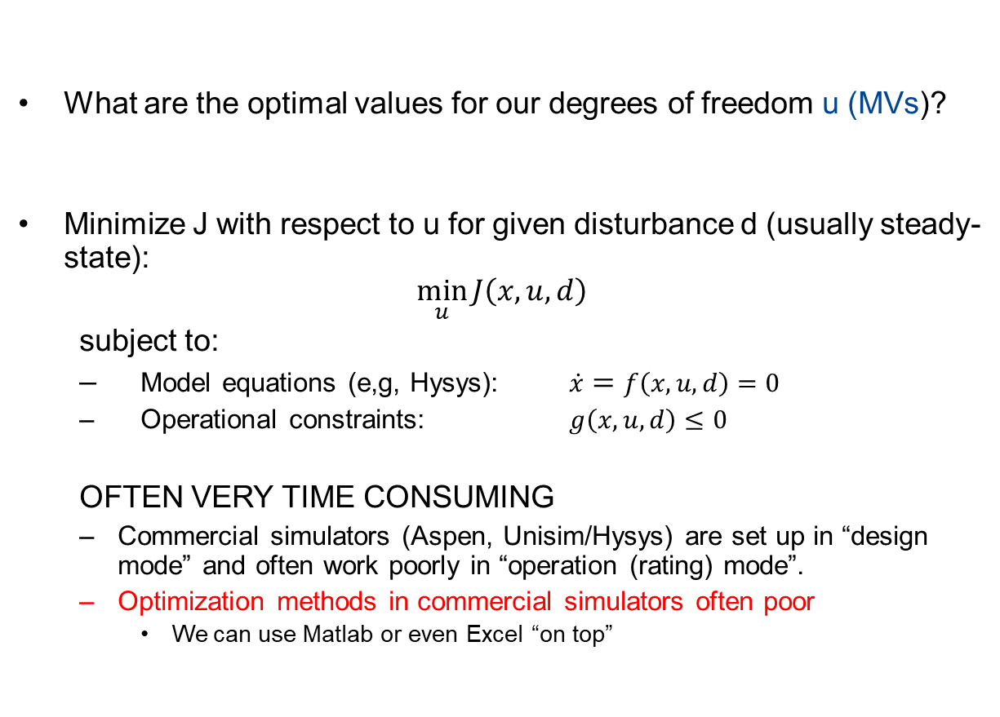 • What are the optimal values for our degrees of freedom u (MVs)?
• Minimize J with respect to u for given disturbance d (usually steady-
state):
min J(x, u, d)
u
subject to:
– Model equations (e,g, Hysys): ẋ = f(x, u, d) = 0
– Operational constraints: g(x, u, d) ≤ 0
OFTEN VERY TIME CONSUMING
– Commercial simulators (Aspen, Unisim/Hysys) are set up in “design
mode” and often work poorly in “operation (rating) mode”.
– Optimization methods in commercial simulators often poor
• We can use Matlab or even Excel “on top”